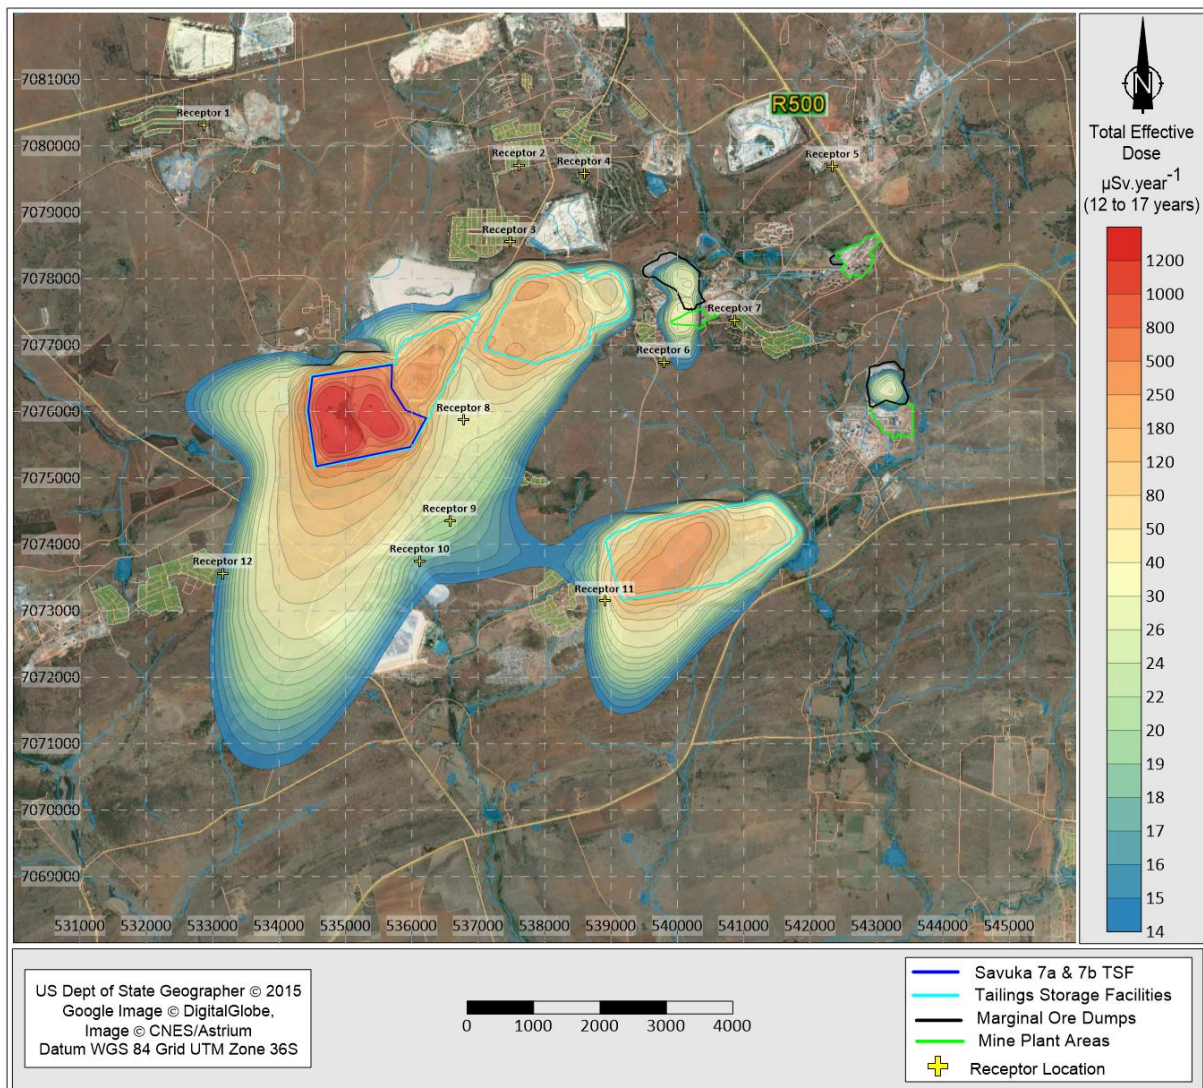 7081000
7080000
7079000
7078000
7077000
7076000
7075000
7074000
7073000
7072000
7071000
7070000
7069000
531000 532000 533000 534000 535000 536000 537000 538000 539000 540000 541000 542000 543000 544000 545000
R500
Receptor 1
Receptor 2
Receptor 4
Receptor 5
Receptor 3
Receptor 7
Receptor 6
Receptor 8
Receptor 9
Receptor 10
Receptor 12
Receptor 11
N
Total Effective
Dose
µSv.year⁻¹
(12 to 17 years)
1200
1000
800
500
250
180
120
80
50
40
30
26
24
22
20
19
18
17
16
15
14
US Dept of State Geographer © 2015
Google Image © DigitalGlobe,
Image © CNES/Astrium
Datum WGS 84 Grid UTM Zone 36S
0 1000 2000 3000 4000
Savuka 7a & 7b TSF
Tailings Storage Facilities
Marginal Ore Dumps
Mine Plant Areas
Receptor Location